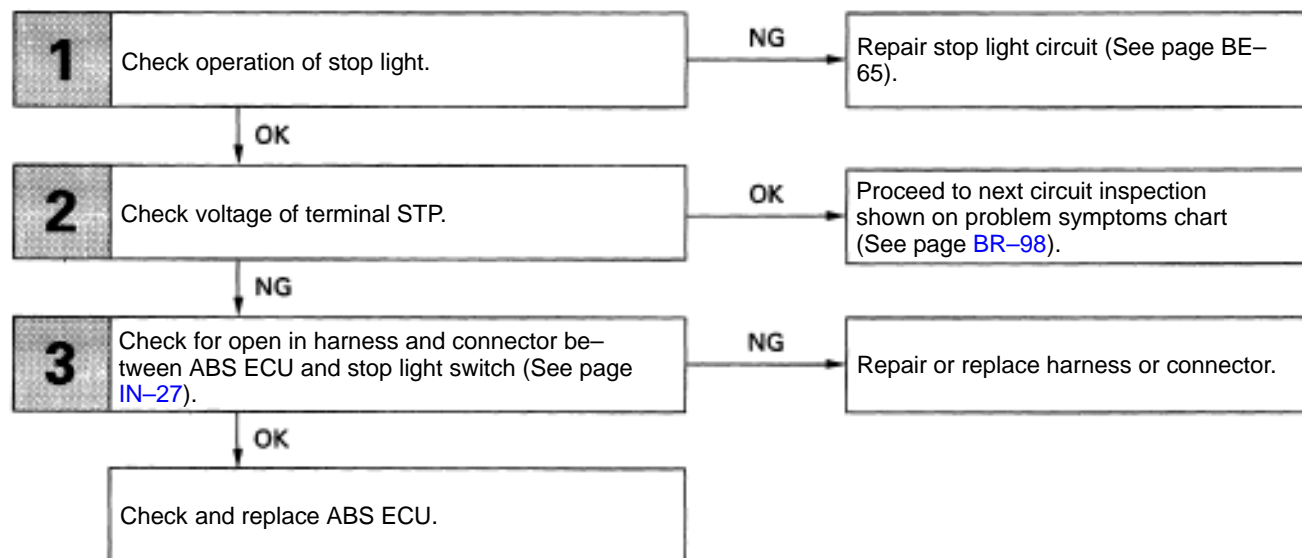 1
Check operation of stop light.
NG
Repair stop light circuit (See page BE–
65).
OK
2
Check voltage of terminal STP.
OK
Proceed to next circuit inspection
shown on problem symptoms chart
(See page BR–98).
NG
3
Check for open in harness and connector be–
tween ABS ECU and stop light switch (See page
IN–27).
NG
Repair or replace harness or connector.
OK
Check and replace ABS ECU.